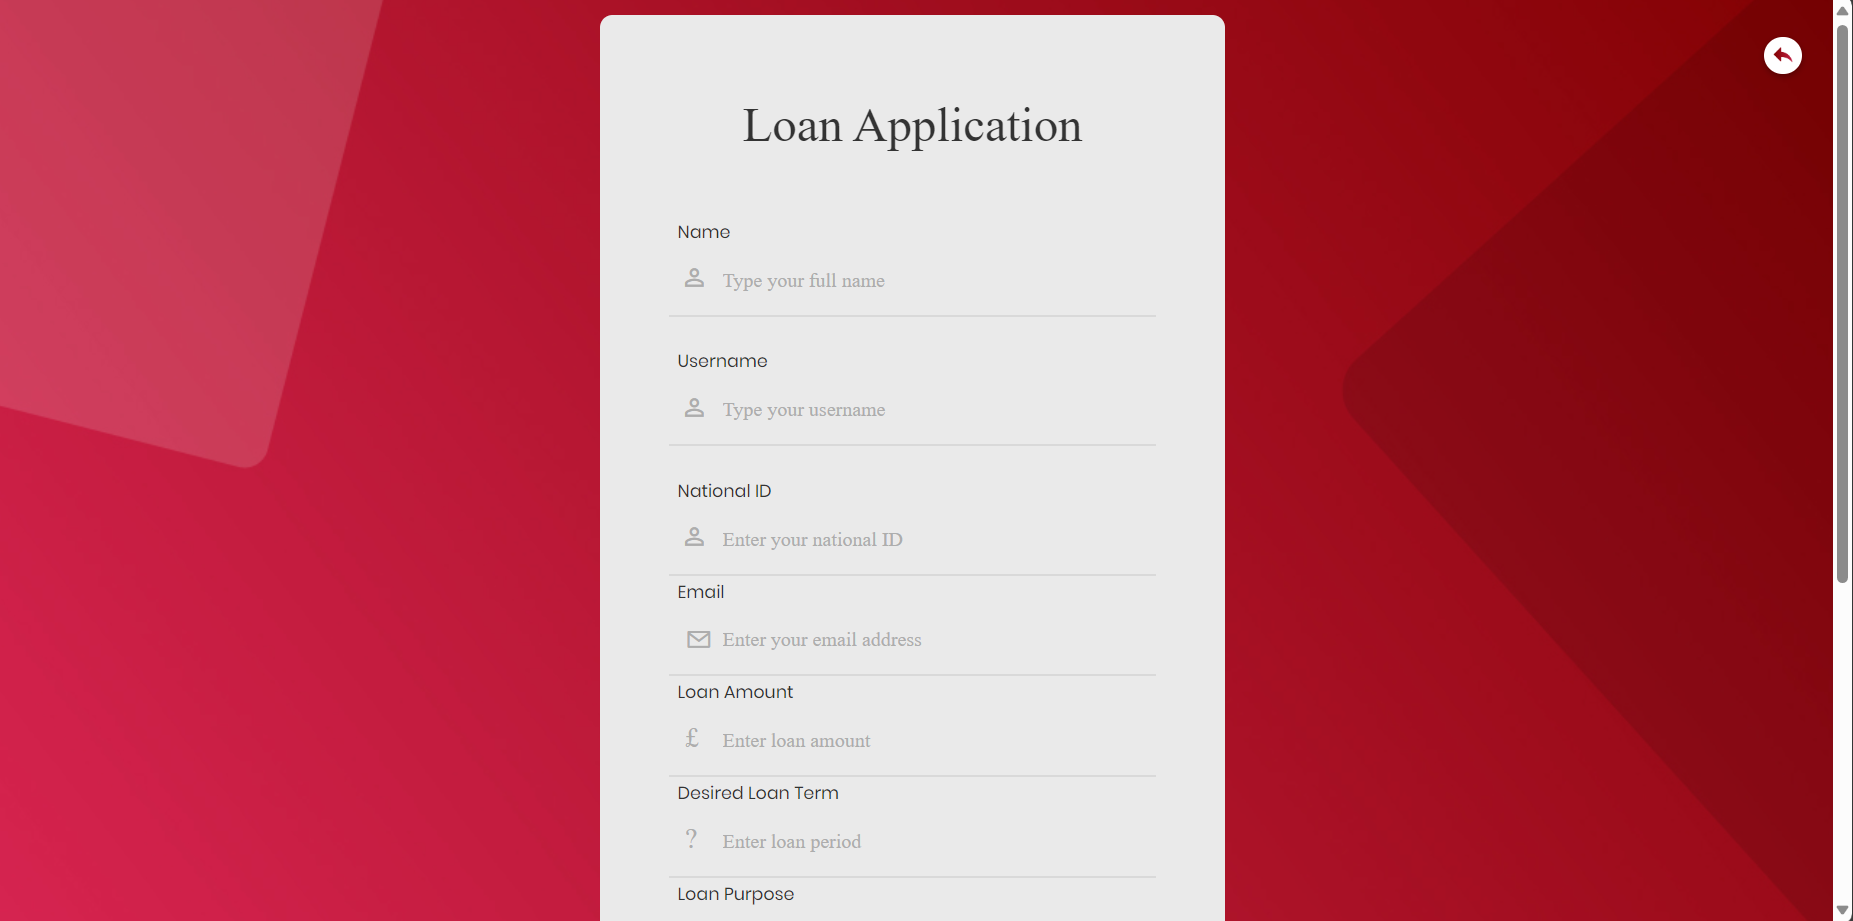 Loan Application
Name
Type your full name
Username
Type your username
National ID
Enter your national ID
Email
Enter your email address
Loan Amount
£ Enter loan amount
Desired Loan Term
? Enter loan period
Loan Purpose